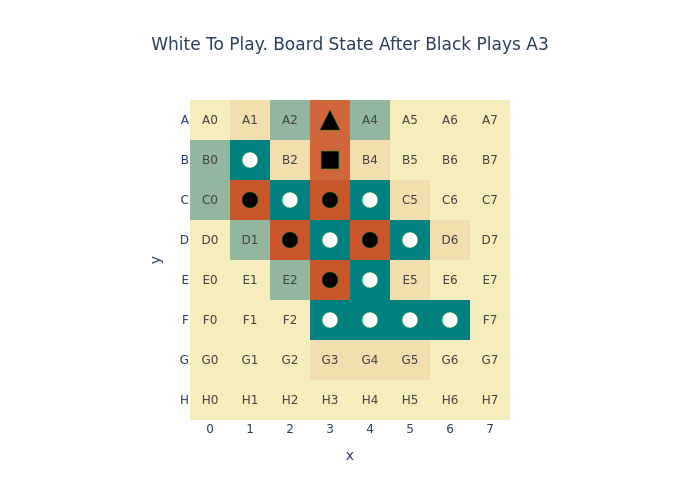 White To Play. Board State After Black Plays A3
A A0 A1 A2 A4 A5 A6 A7
B B0 B2 B4 B5 B6 B7
C C0 C5 C6 C7
D D0 D1 D6 D7
y
E E0 E1 E2 E5 E6 E7
F F0 F1 F2 F7
G G0 G1 G2 G3 G4 G5 G6 G7
H H0 H1 H2 H3 H4 H5 H6 H7
0 1 2 3 4 5 6 7
x